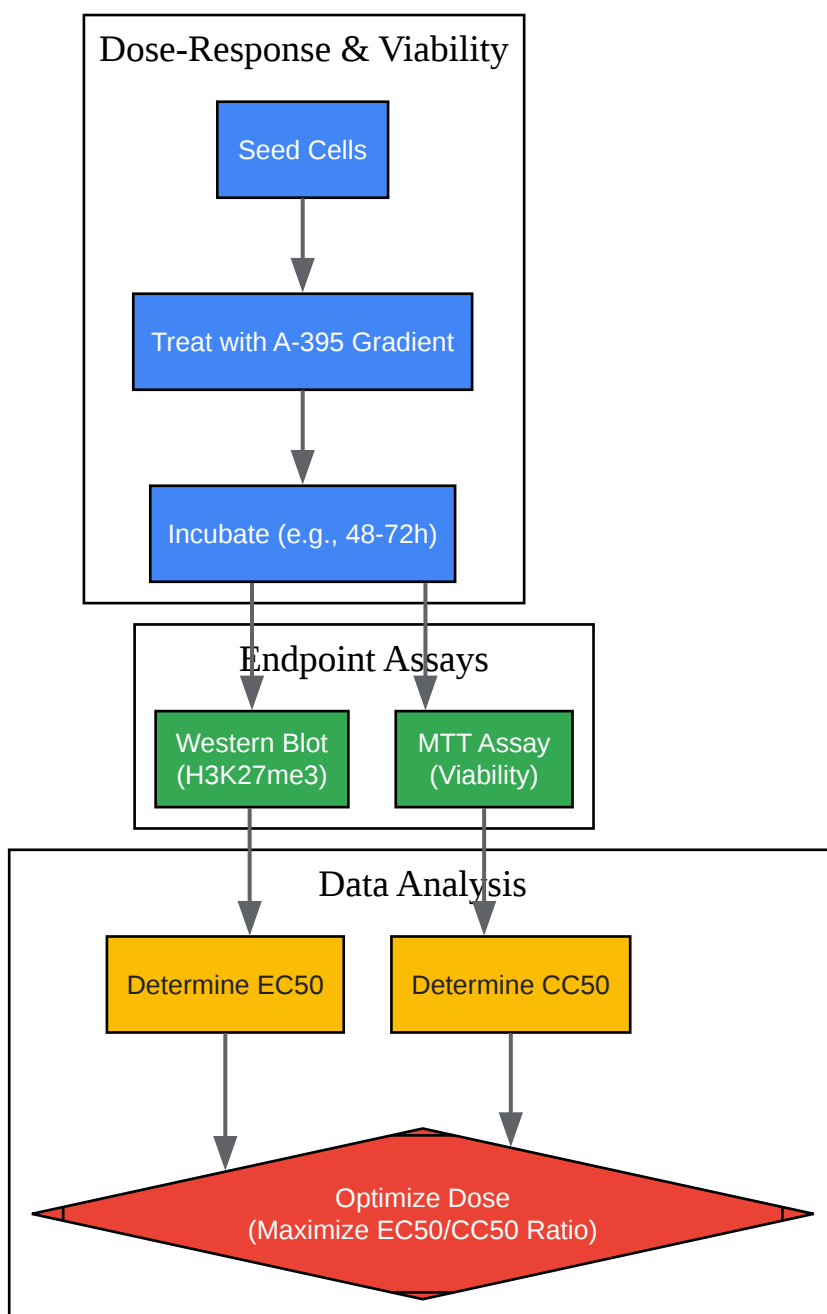 Dose-Response & Viability
Seed Cells
Treat with A-395 Gradient
Incubate (e.g., 48-72h)
Endpoint Assays
Western Blot
(H3K27me3)
MTT Assay
(Viability)
Data Analysis
Determine EC50
Determine CC50
Optimize Dose
(Maximize EC50/CC50 Ratio)